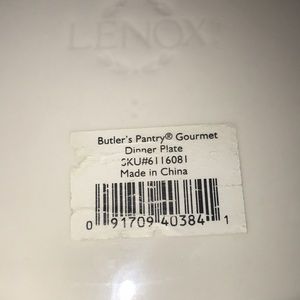 LENOX
Butler's Pantry® Gourmet
Dinner Plate
SKU#6116081
Made in China
0 91709 40384 1